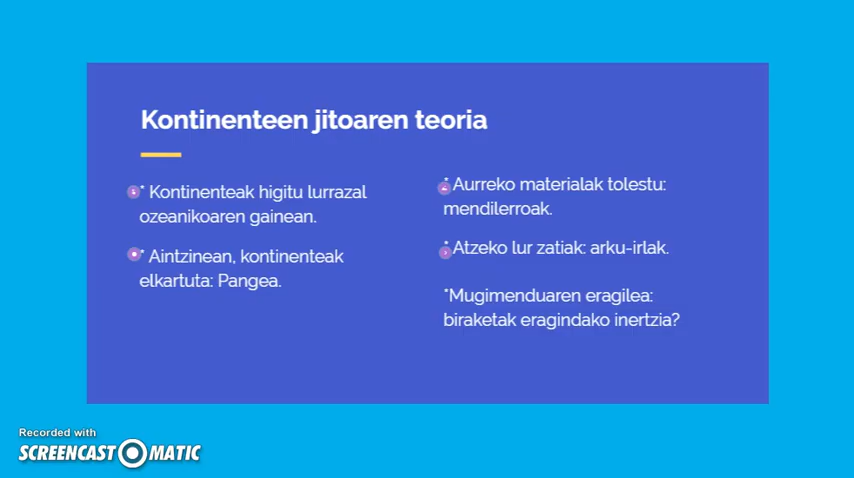 Kontinenteen jitoaren teoria
* Kontinenteak higitu lurrazal
ozeanikoaren gainean.
* Aintzinean, kontinenteak
elkartuta: Pangea.
*Aurreko materialak tolestu:
mendilerroak.
*Atzeko lur zatiak: arku-irlak.
*Mugimenduaren eragilea:
biraketak eragindako inertzia?
Recorded with
SCREENCAST MATIC